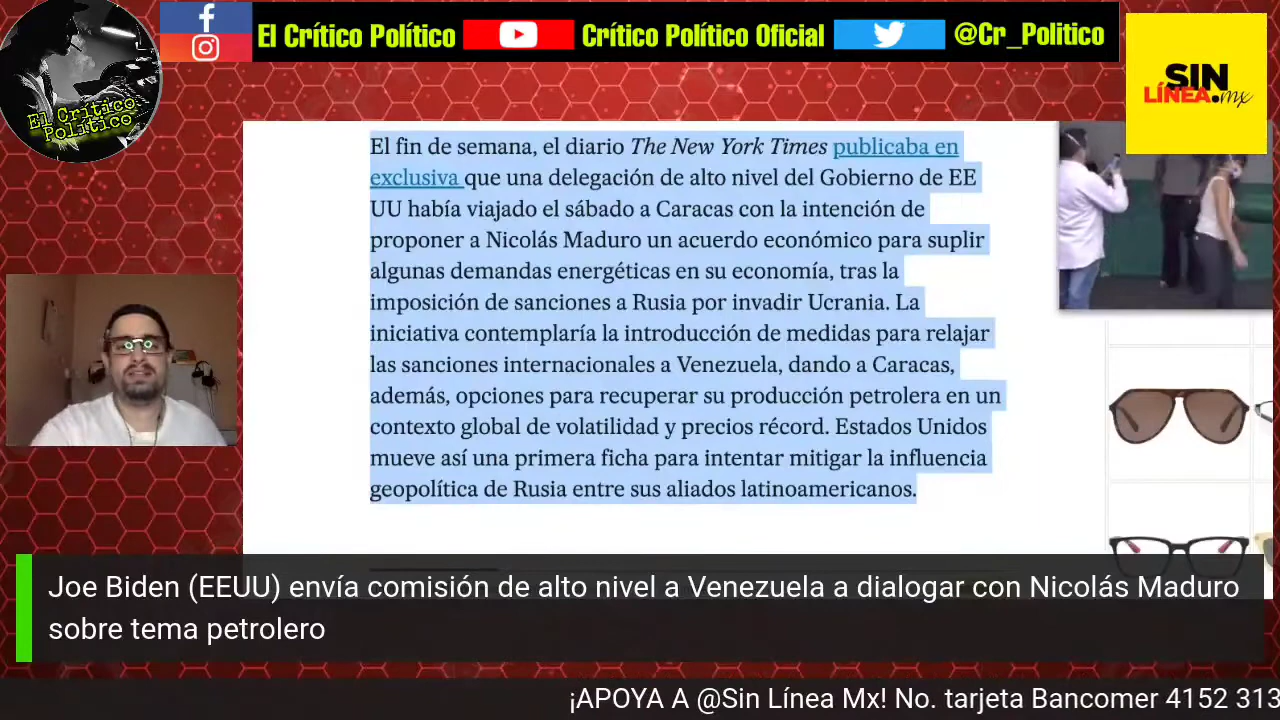 El Crítico Político
Crítico Político Oficial
@Cr_Politico
El Crítico
Político
SIN
LÍNEA.mx
El fin de semana, el diario The New York Times publicaba en
exclusiva que una delegación de alto nivel del Gobierno de EE
UU había viajado el sábado a Caracas con la intención de
proponer a Nicolás Maduro un acuerdo económico para suplir
algunas demandas energéticas en su economía, tras la
imposición de sanciones a Rusia por invadir Ucrania. La
iniciativa contemplaría la introducción de medidas para relajar
las sanciones internacionales a Venezuela, dando a Caracas,
además, opciones para recuperar su producción petrolera en un
contexto global de volatilidad y precios récord. Estados Unidos
mueve así una primera ficha para intentar mitigar la influencia
geopolítica de Rusia entre sus aliados latinoamericanos.
Joe Biden (EEUU) envía comisión de alto nivel a Venezuela a dialogar con Nicolás Maduro
sobre tema petrolero
¡APOYA A @Sin Línea Mx! No. tarjeta Bancomer 4152 313